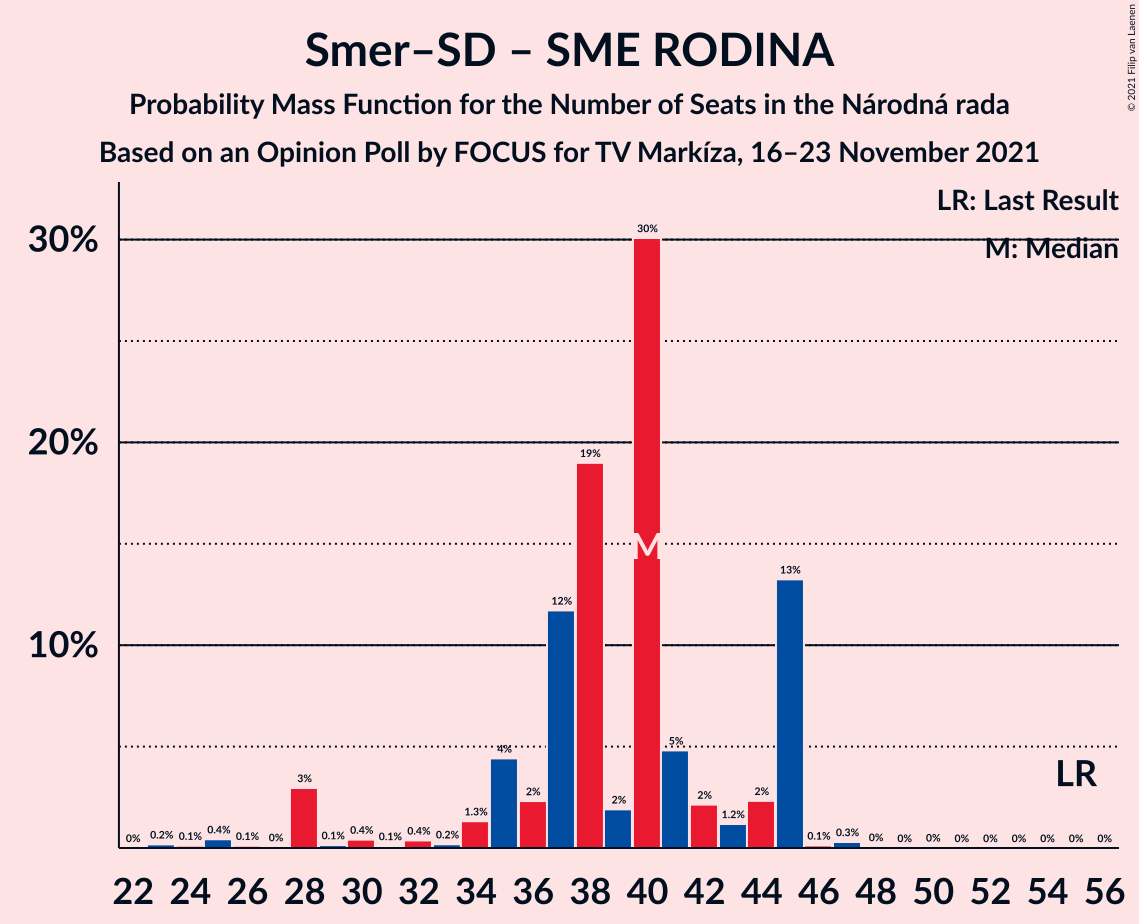 Smer–SD – SME RODINA
Probability Mass Function for the Number of Seats in the Národná rada
Based on an Opinion Poll by FOCUS for TV Markíza, 16–23 November 2021
© 2021 Filip van Laenen
LR: Last Result
M: Median
30%
20%
10%
0% 0.2% 0.1% 0.4% 0.1% 0% 3% 0.1% 0.4% 0.1% 0.4% 0.2% 1.3% 4% 2% 12% 19% 2% 30% 5% 2% 1.2% 2% 13% 0.1% 0.3% 0% 0% 0% 0% 0% 0% 0% 0% 0%
M
LR
22 24 26 28 30 32 34 36 38 40 42 44 46 48 50 52 54 56